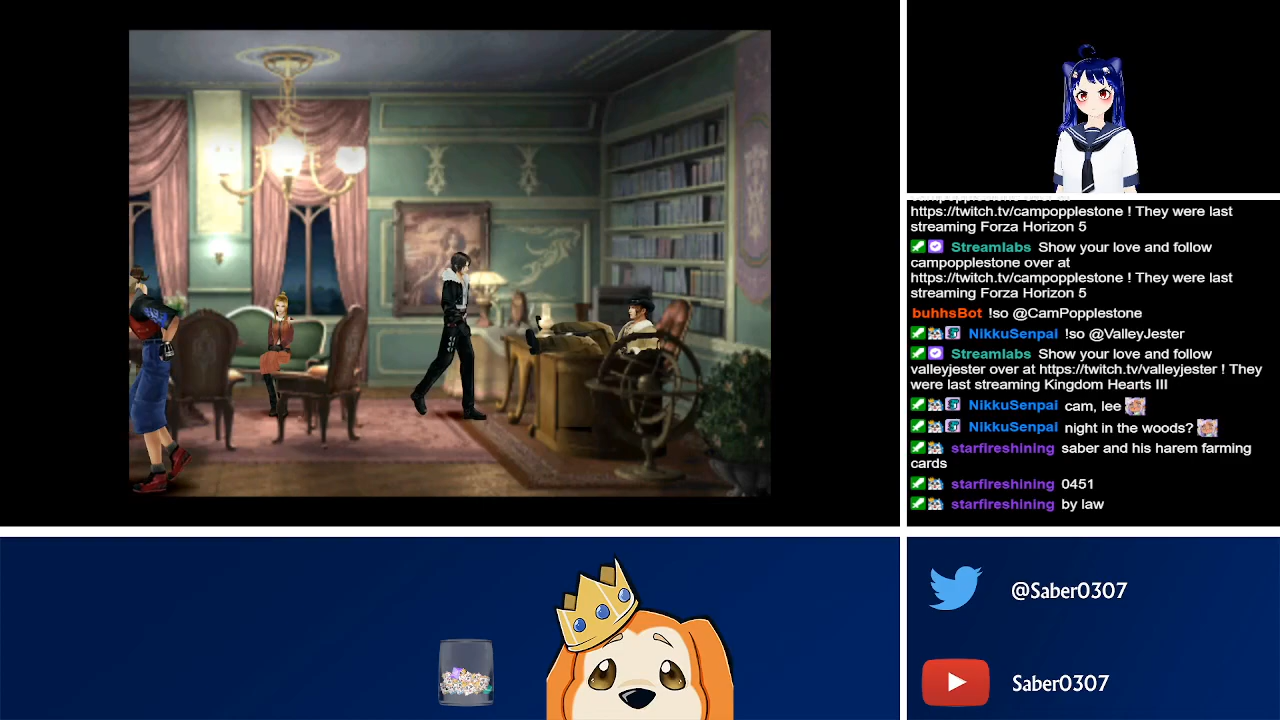 https://twitch.tv/campopplestone ! They were last
streaming Forza Horizon 5
Streamlabs Show your love and follow
campopplestone over at
https://twitch.tv/campopplestone ! They were last
streaming Forza Horizon 5
buhhsBot !so @CamPopplestone
NikkuSenpai !so @ValleyJester
Streamlabs Show your love and follow
valleyjester over at https://twitch.tv/valleyjester ! They
were last streaming Kingdom Hearts III
NikkuSenpai cam, lee
NikkuSenpai night in the woods?
starfireshining saber and his harem farming
cards
starfireshining 0451
starfireshining by law
@Saber0307
Saber0307